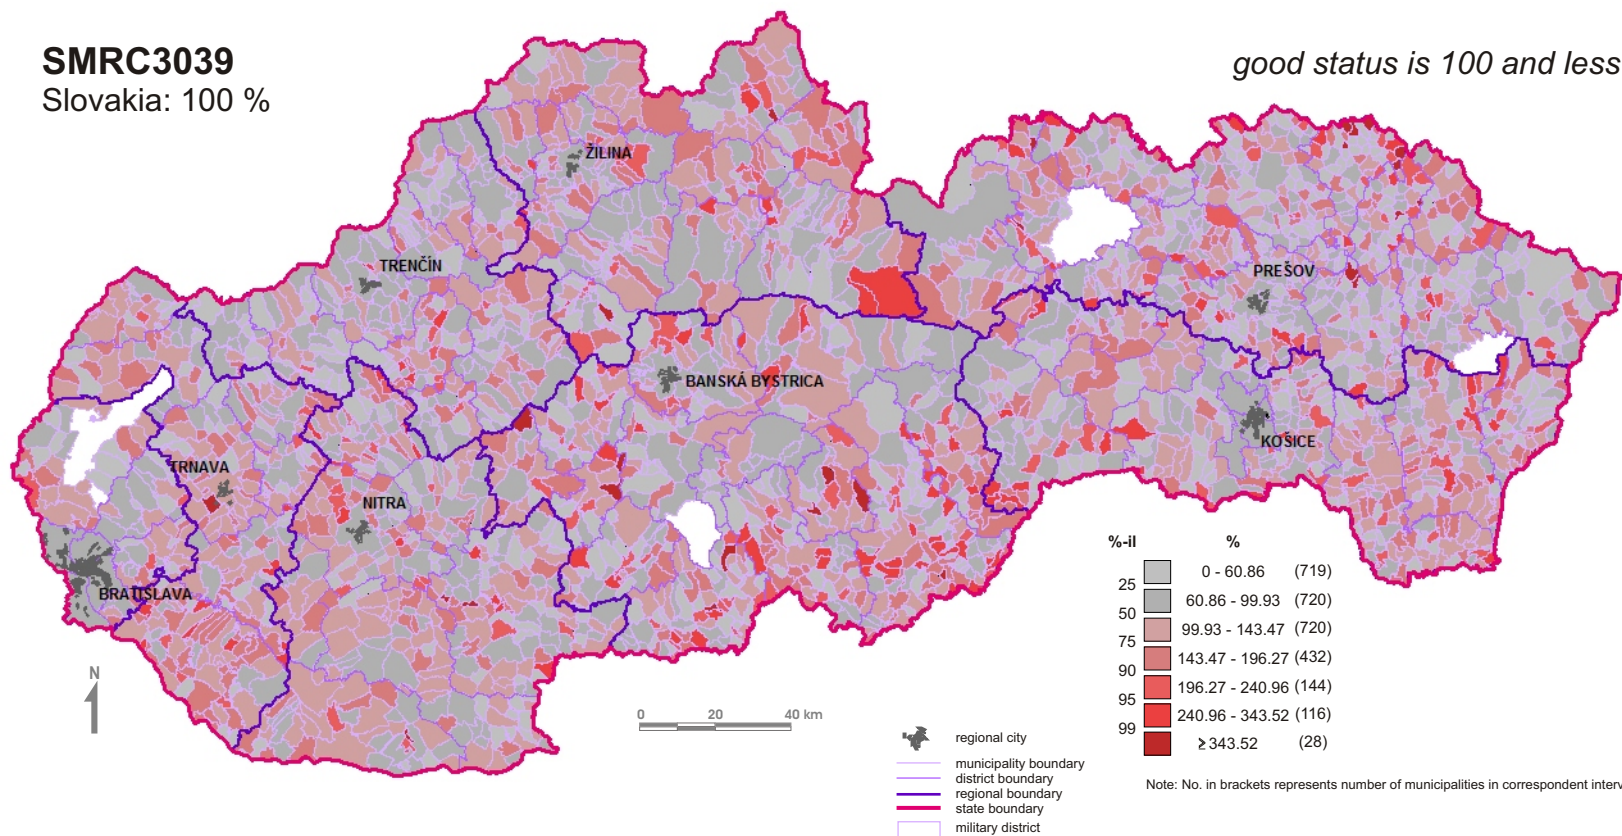 SMRC3039
Slovakia: 100 %
good status is 100 and less
ŽILINA
TRENČÍN
PREŠOV
BANSKÁ BYSTRICA
KOŠICE
TRNAVA
NITRA
BRATISLAVA
N
0 20 40 km
%-il %
0 - 60.86 (719)
25
60.86 - 99.93 (720)
50
99.93 - 143.47 (720)
75
143.47 - 196.27 (432)
90
196.27 - 240.96 (144)
95
240.96 - 343.52 (116)
99
≥ 343.52 (28)
regional city
municipality boundary
district boundary
regional boundary
state boundary
military district
Note: No. in brackets represents number of municipalities in correspondent interv